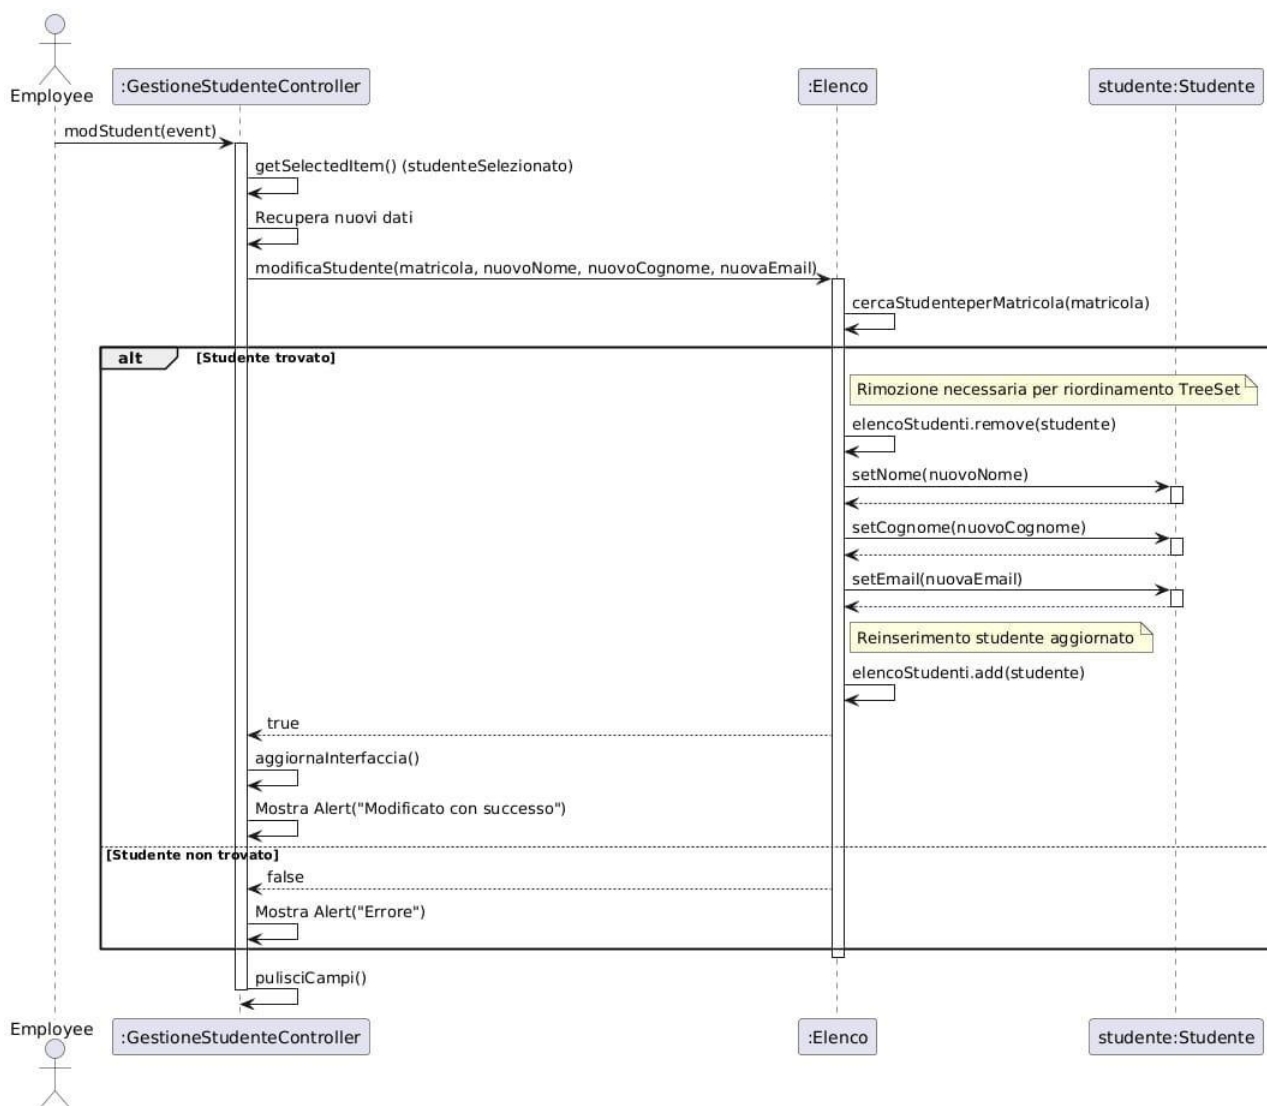 Employee
:GestioneStudenteController
:Elenco
studente:Studente
modStudent(event)
getSelectedItem() (studenteSelezionato)
Recupera nuovi dati
modificaStudente(matricola, nuovoNome, nuovoCognome, nuovaEmail)
cercaStudenteperMatricola(matricola)
alt
[Studente trovato]
Rimozione necessaria per riordinamento TreeSet
elencoStudenti.remove(studente)
setNome(nuovoNome)
setCognome(nuovoCognome)
setEmail(nuovaEmail)
Reinserimento studente aggiornato
elencoStudenti.add(studente)
true
aggiornaInterfaccia()
Mostra Alert("Modificato con successo")
[Studente non trovato]
false
Mostra Alert("Errore")
pulisciCampi()
Employee
:GestioneStudenteController
:Elenco
studente:Studente